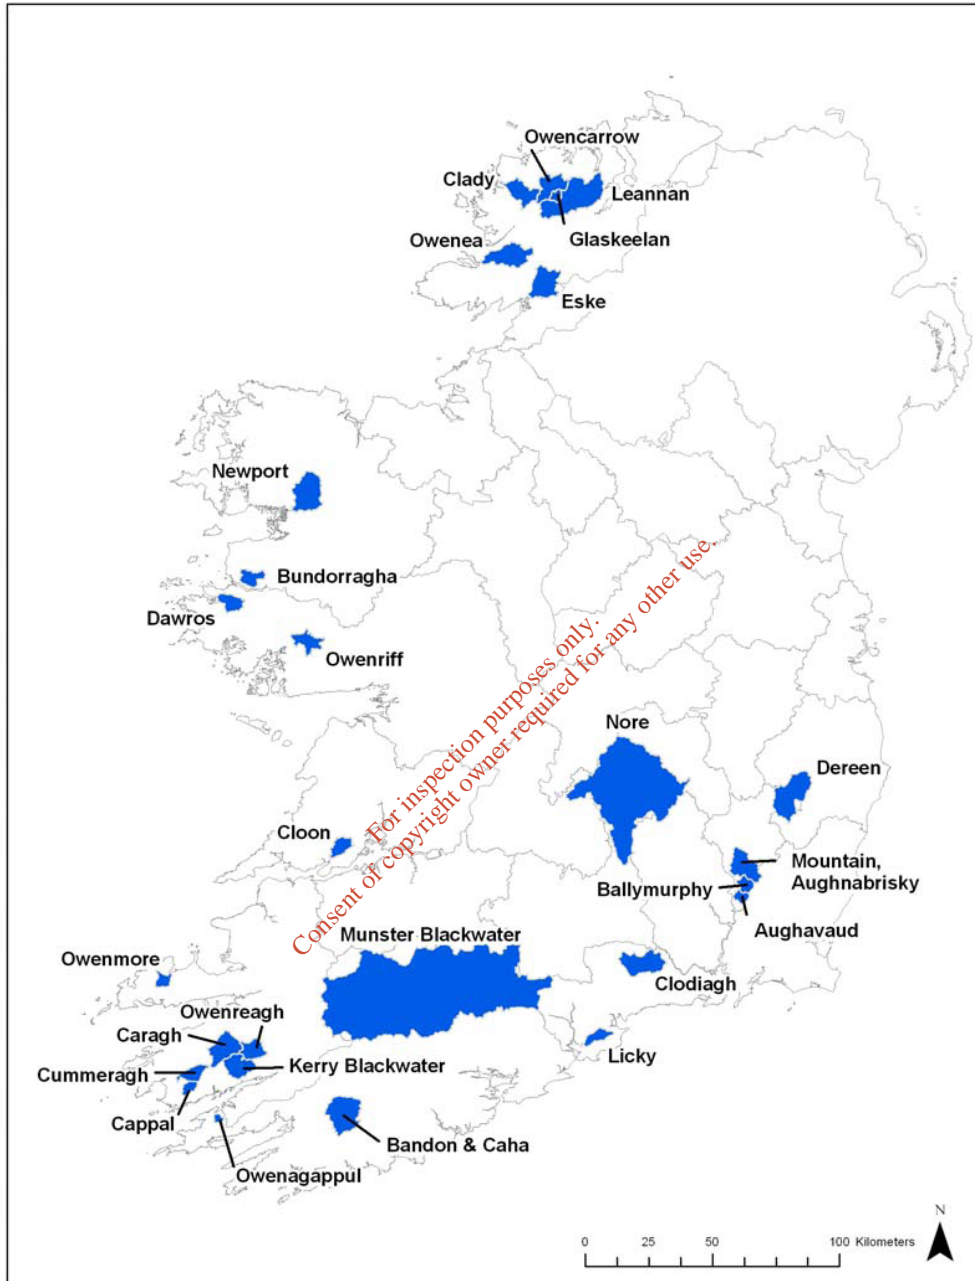 Owencarrow
Clady
Leannan
Glaskeelan
Owenea
Eske
Newport
Bundorragha
Dawros
Owenriff
For inspection purposes only.
Consent of copyright owner required for any other use.
Nore
Dereen
Cloon
Mountain,
Aughnabrisky
Ballymurphy
Aughavaud
Munster Blackwater
Owenmore
Clodiagh
Owenreagh
Caragh
Licky
Kerry Blackwater
Cummeragh
Cappal
Bandon & Caha
Owenagappul
N
0 25 50 100 Kilometers